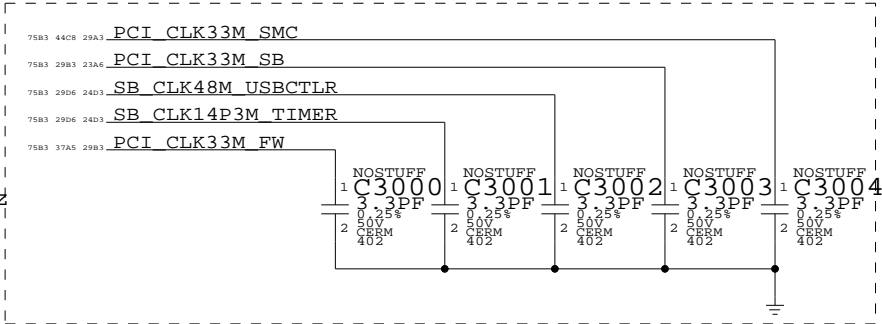 75B3 44C8 29A3 PCI_CLK33M_SMC
75B3 29B3 23A6 PCI_CLK33M_SB
75B3 29D6 24D3 SB_CLK48M_USBCTLR
75B3 29D6 24D3 SB_CLK14P3M_TIMER
75B3 37A5 29B3 PCI_CLK33M_FW
NOSTUFF NOSTUFF NOSTUFF NOSTUFF NOSTUFF
1 C3000 1 C3001 1 C3002 1 C3003 1 C3004
3.3PF 3.3PF 3.3PF 3.3PF 3.3PF
0.25% 0.25% 0.25% 0.25% 0.25%
2 50V 2 50V 2 50V 2 50V 2 50V
CERM CERM CERM CERM CERM
402 402 402 402 402